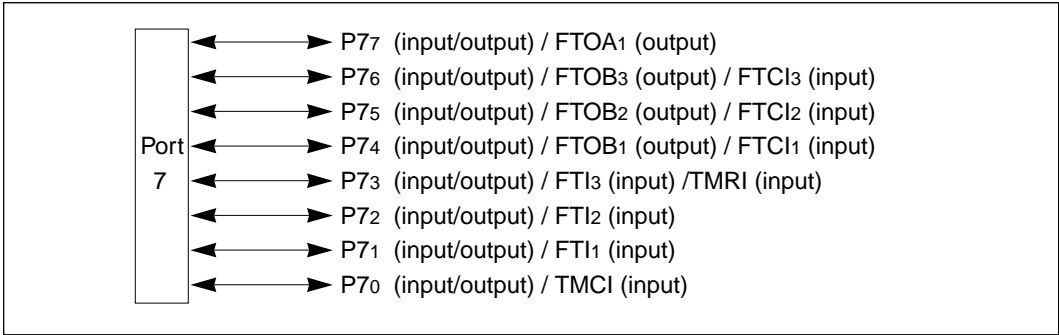 P7₇ (input/output) / FTOA₁ (output)
P7₆ (input/output) / FTOB₃ (output) / FTCI₃ (input)
P7₅ (input/output) / FTOB₂ (output) / FTCI₂ (input)
Port P7₄ (input/output) / FTOB₁ (output) / FTCI₁ (input)
7 P7₃ (input/output) / FTI₃ (input) /TMRI (input)
P7₂ (input/output) / FTI₂ (input)
P7₁ (input/output) / FTI₁ (input)
P7₀ (input/output) / TMCI (input)